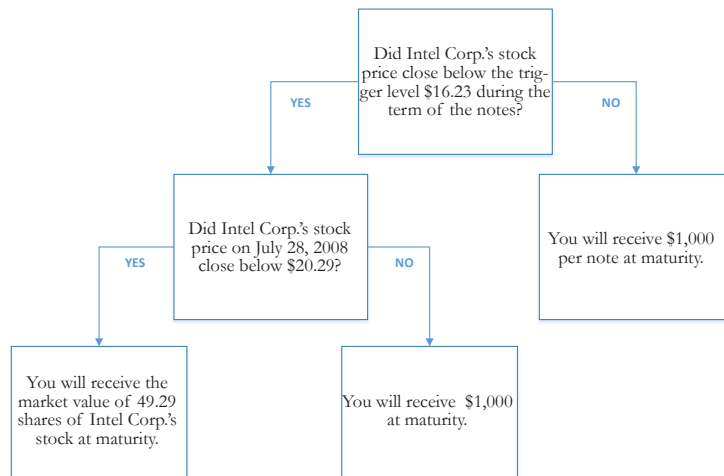 Did Intel Corp.'s stock
price close below the trig-
ger level $16.23 during the
term of the notes?
YES
NO
Did Intel Corp.'s stock
price on July 28, 2008
close below $20.29?
You will receive $1,000
per note at maturity.
YES
NO
You will receive the
market value of 49.29
shares of Intel Corp.'s
stock at maturity.
You will receive $1,000
at maturity.